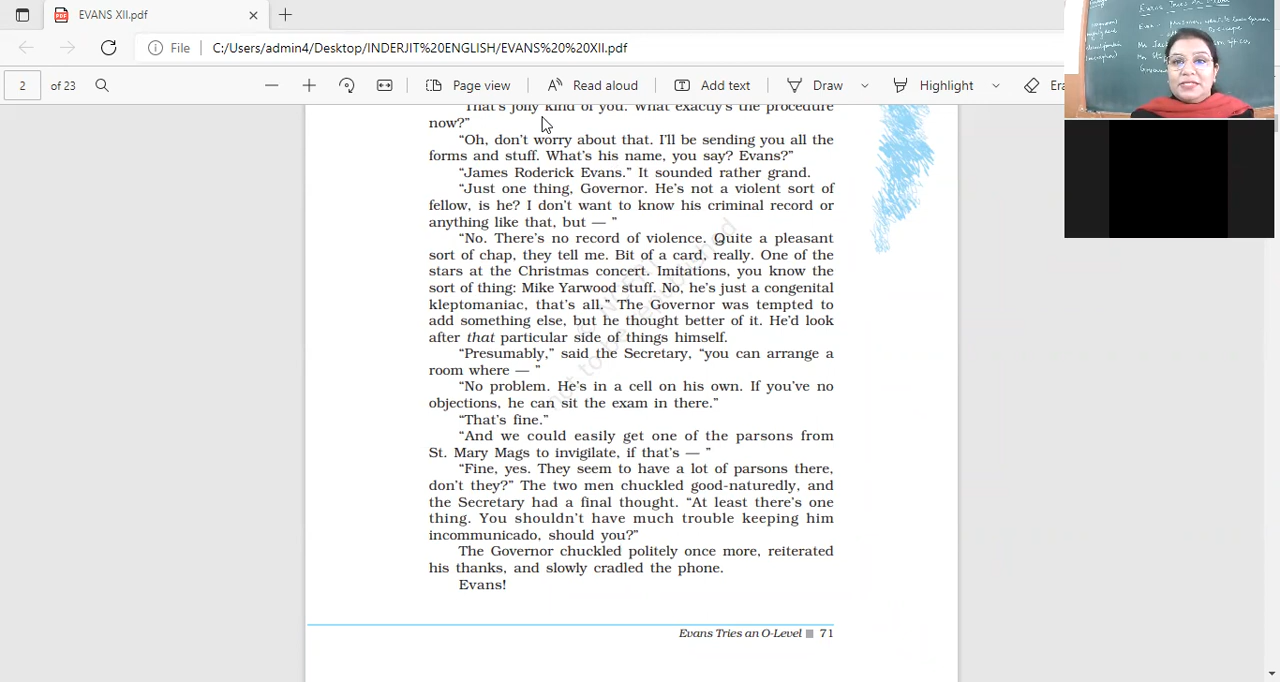 EVANS XII.pdf
File
C:/Users/admin4/Desktop/INDERJIT%20ENGLISH/EVANS%20%20XII.pdf
2 of 23
Page view
Read aloud
Add text
Draw
Highlight
Era
"That's jolly kind of you. What exactly's the procedure
now?"
"Oh, don't worry about that. I'll be sending you all the
forms and stuff. What's his name, you say? Evans?"
"James Roderick Evans." It sounded rather grand.
"Just one thing, Governor. He's not a violent sort of
fellow, is he? I don't want to know his criminal record or
anything like that, but — "
"No. There's no record of violence. Quite a pleasant
sort of chap, they tell me. Bit of a card, really. One of the
stars at the Christmas concert. Imitations, you know the
sort of thing: Mike Yarwood stuff. No, he's just a congenital
kleptomaniac, that's all." The Governor was tempted to
add something else, but he thought better of it. He'd look
after that particular side of things himself.
"Presumably," said the Secretary, "you can arrange a
room where — "
"No problem. He's in a cell on his own. If you've no
objections, he can sit the exam in there."
"That's fine."
"And we could easily get one of the parsons from
St. Mary Mags to invigilate, if that's — "
"Fine, yes. They seem to have a lot of parsons there,
don't they?" The two men chuckled good-naturedly, and
the Secretary had a final thought. "At least there's one
thing. You shouldn't have much trouble keeping him
incommunicado, should you?"
The Governor chuckled politely once more, reiterated
his thanks, and slowly cradled the phone.
Evans!
Evans Tries an O-Level 71